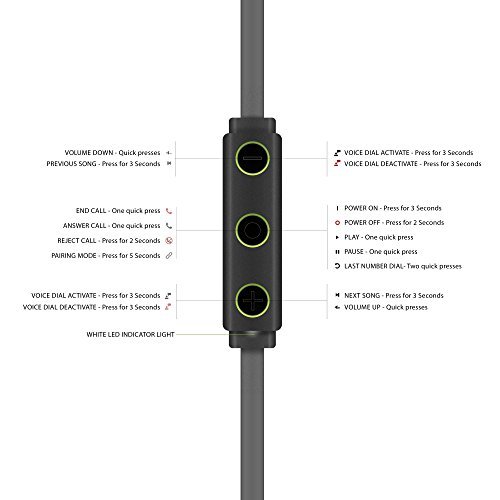 VOLUME DOWN - Quick presses
PREVIOUS SONG - Press for 3 Seconds
VOICE DIAL ACTIVATE - Press for 3 Seconds
VOICE DIAL DEACTIVATE - Press for 3 Seconds
END CALL - One quick press
ANSWER CALL - One quick press
REJECT CALL - Press for 2 Seconds
PAIRING MODE - Press for 5 Seconds
POWER ON - Press for 3 Seconds
POWER OFF - Press for 2 Seconds
PLAY - One quick press
PAUSE - One quick press
LAST NUMBER DIAL- Two quick presses
VOICE DIAL ACTIVATE - Press for 3 Seconds
VOICE DIAL DEACTIVATE - Press for 3 Seconds
NEXT SONG - Press for 3 Seconds
VOLUME UP - Quick presses
WHITE LED INDICATOR LIGHT